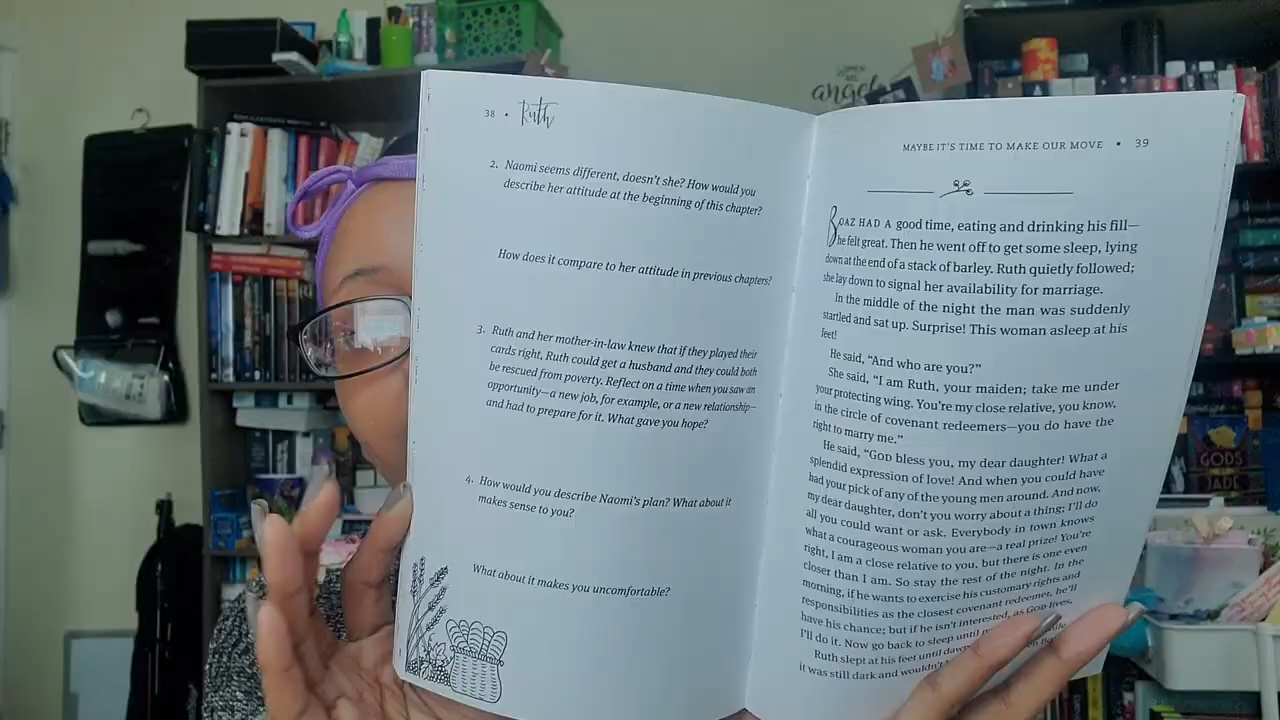 WOMEN
ARE
angel
GODS
JADE
38 • Ruth
2. Naomi seems different, doesn't she? How would you
describe her attitude at the beginning of this chapter?
How does it compare to her attitude in previous chapters?
3. Ruth and her mother-in-law knew that if they played their
cards right, Ruth could get a husband and they could both
be rescued from poverty. Reflect on a time when you saw an
opportunity—a new job, for example, or a new relationship—
and had to prepare for it. What gave you hope?
4. How would you describe Naomi's plan? What about it
makes sense to you?
What about it makes you uncomfortable?
MAYBE IT'S TIME TO MAKE OUR MOVE • 39
BOAZ HAD A good time, eating and drinking his fill—
he felt great. Then he went off to get some sleep, lying
down at the end of a stack of barley. Ruth quietly followed;
she lay down to signal her availability for marriage.
In the middle of the night the man was suddenly
startled and sat up. Surprise! This woman asleep at his
feet!
He said, "And who are you?"
She said, "I am Ruth, your maiden; take me under
your protecting wing. You're my close relative, you know,
in the circle of covenant redeemers—you do have the
right to marry me."
He said, "GOD bless you, my dear daughter! What a
splendid expression of love! And when you could have
had your pick of any of the young men around. And now,
my dear daughter, don't you worry about a thing; I'll do
all you could want or ask. Everybody in town knows
what a courageous woman you are—a real prize! You're
right, I am a close relative to you, but there is one even
closer than I am. So stay the rest of the night. In the
morning, if he wants to exercise his customary rights and
responsibilities as the closest covenant redeemer, he'll
have his chance; but if he isn't interested, as GOD lives,
I'll do it. Now go back to sleep until
Ruth slept at his feet until dawn
it was still dark and wouldn't